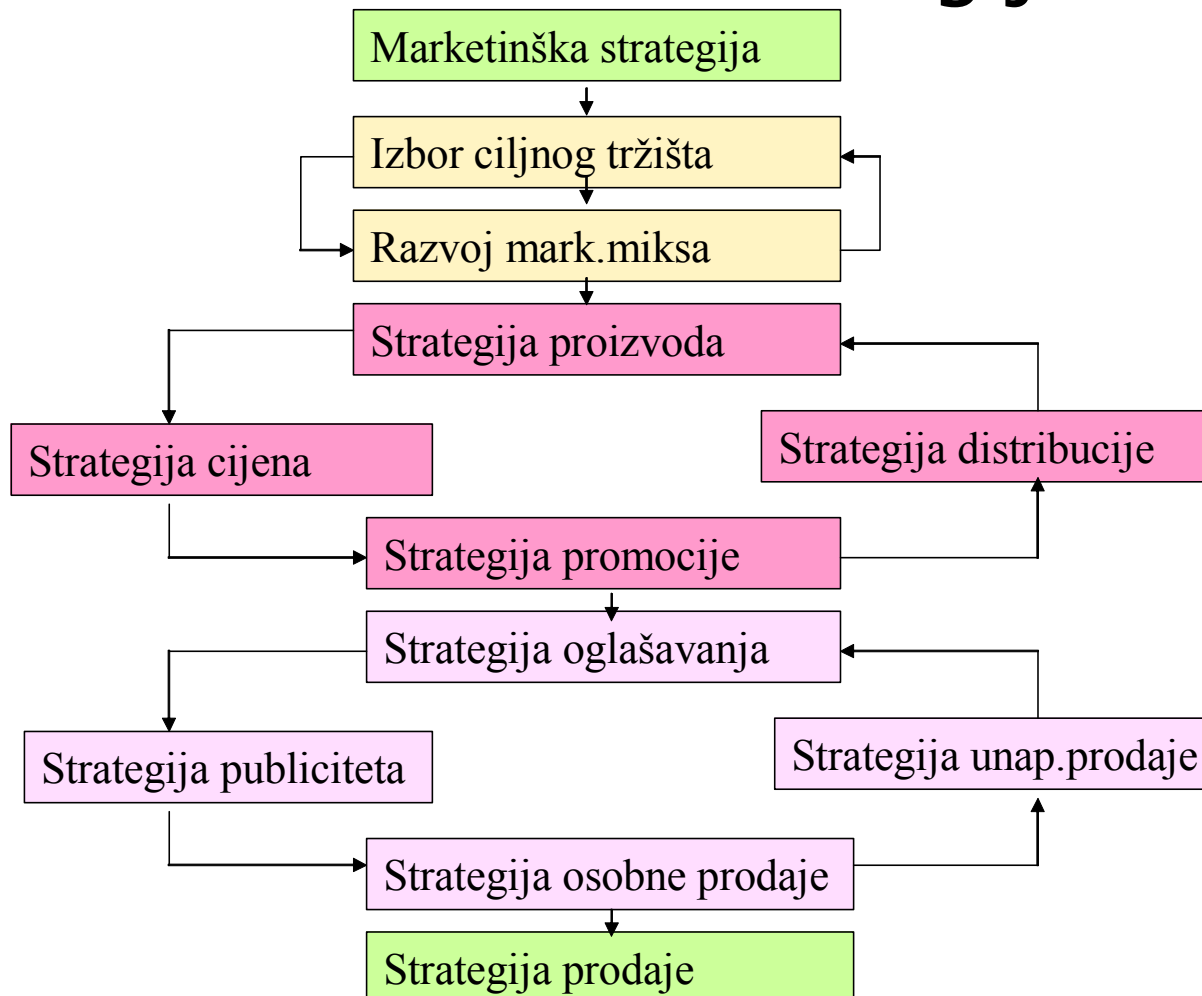 Marketinška strategija
Izbor ciljnog tržišta
Razvoj mark.miksa
Strategija proizvoda
Strategija cijena
Strategija distribucije
Strategija promocije
Strategija oglašavanja
Strategija publiciteta
Strategija unap.prodaje
Strategija osobne prodaje
Strategija prodaje